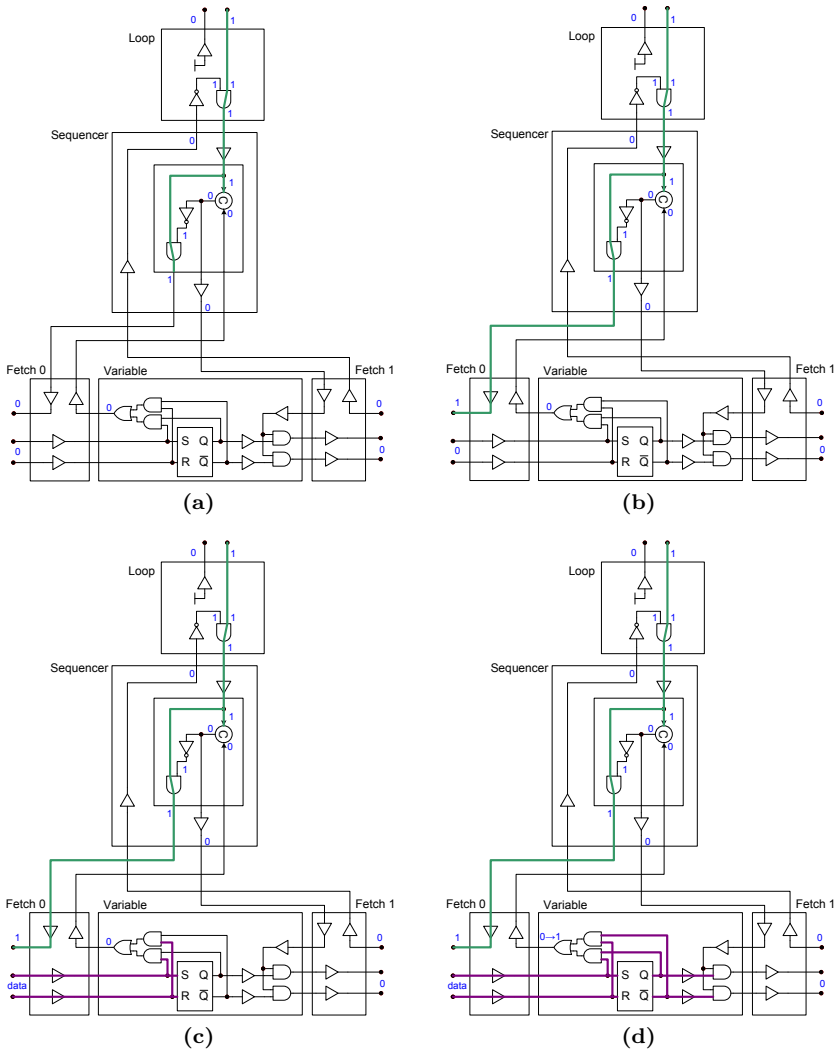 0 1
Loop
1 1
1
Sequencer
0
1
0 C
0
1
1
0
Fetch 0 Variable Fetch 1
0 0 0
S Q
0 0
R Q̅
(a)
0 1
Loop
1 1
1
Sequencer
0
1
0 C
0
1
1
0
Fetch 0 Variable Fetch 1
1 0 0
S Q
0 0
R Q̅
(b)
0 1
Loop
1 1
1
Sequencer
0
1
0 C
0
1
1
0
Fetch 0 Variable Fetch 1
1 0 0
S Q
data 0
R Q̅
(c)
0 1
Loop
1 1
1
Sequencer
0
1
0 C
0
1
1
0
Fetch 0 Variable Fetch 1
1 0→1 0
S Q
data 0
R Q̅
(d)